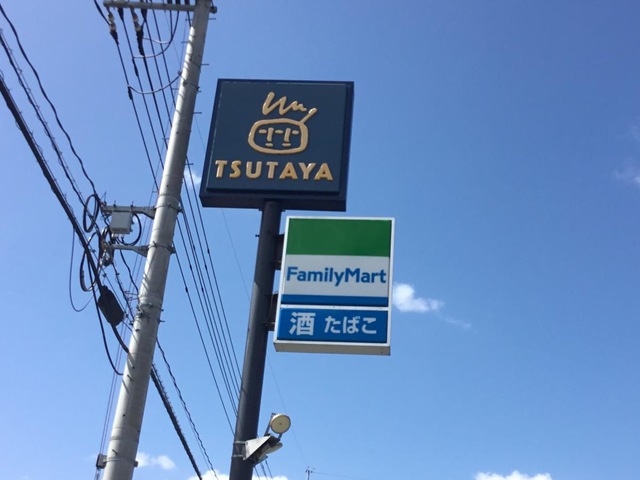 TSUTAYA
FamilyMart
酒 たばこ